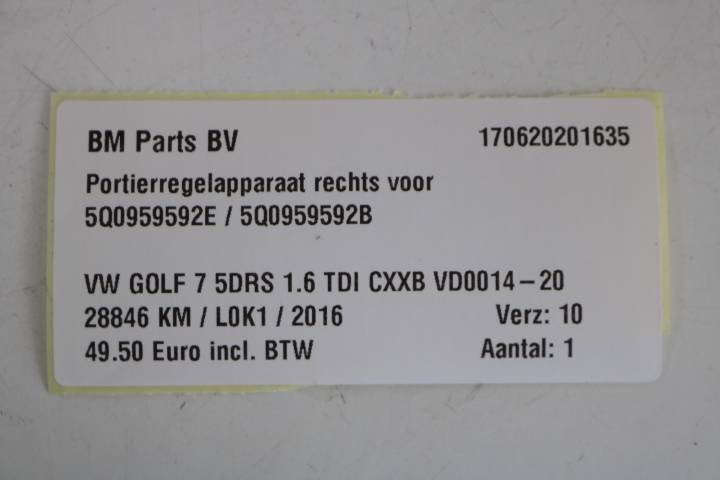 BM Parts BV 170620201635
Portierregelapparaat rechts voor
5Q0959592E / 5Q0959592B
VW GOLF 7 5DRS 1.6 TDI CXXB VD0014-20
28846 KM / L0K1 / 2016 Verz: 10
49.50 Euro incl. BTW Aantal: 1